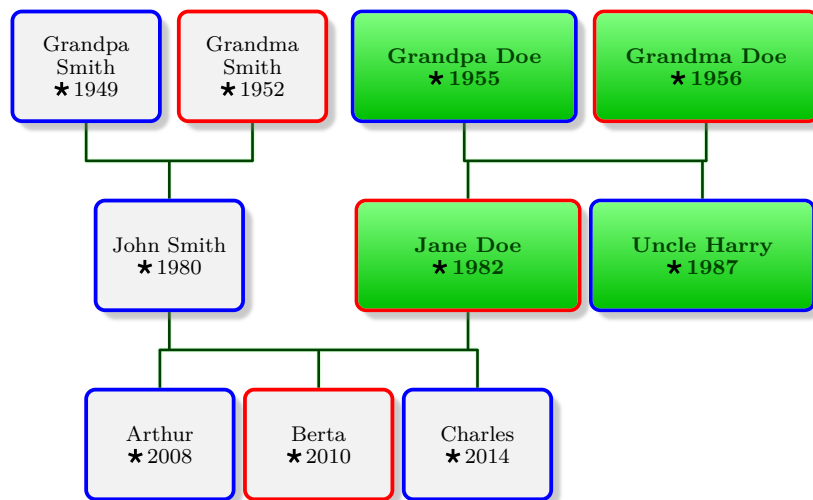 Grandpa
Smith
★ 1949
Grandma
Smith
★ 1952
Grandpa Doe
★ 1955
Grandma Doe
★ 1956
John Smith
★ 1980
Jane Doe
★ 1982
Uncle Harry
★ 1987
Arthur
★ 2008
Berta
★ 2010
Charles
★ 2014